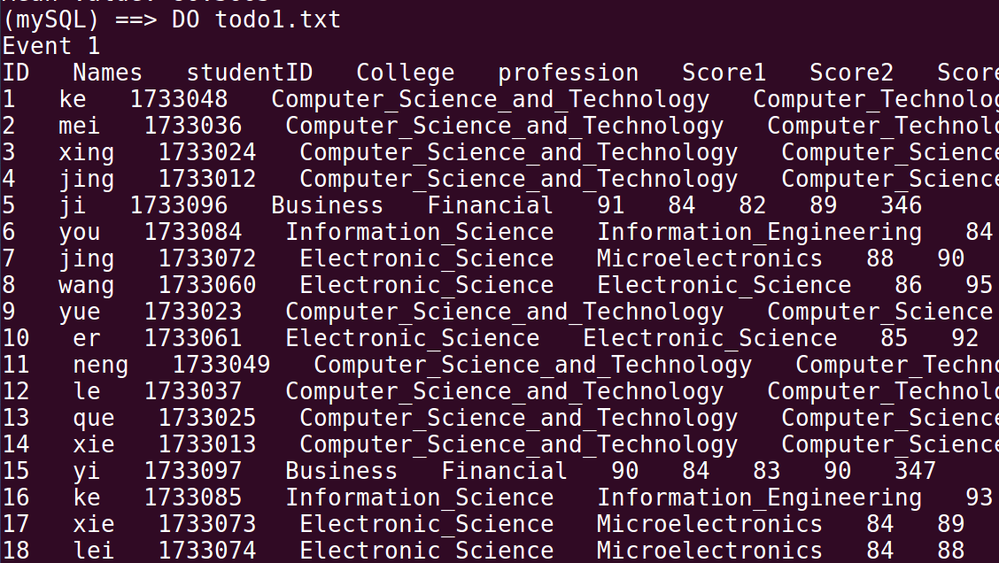 (mySQL) ==> DO todo1.txt
Event 1
ID   Names   studentID   College   profession   Score1   Score2   Score
1   ke   1733048   Computer_Science_and_Technology   Computer_Technolog
2   mei   1733036   Computer_Science_and_Technology   Computer_Technolo
3   xing   1733024   Computer_Science_and_Technology   Computer_Science
4   jing   1733012   Computer_Science_and_Technology   Computer_Science
5   ji   1733096   Business   Financial   91   84   82   89   346
6   you   1733084   Information_Science   Information_Engineering   84
7   jing   1733072   Electronic_Science   Microelectronics   88   90
8   wang   1733060   Electronic_Science   Electronic_Science   86   95
9   yue   1733023   Computer_Science_and_Technology   Computer_Science
10   er   1733061   Electronic_Science   Electronic_Science   85   92
11   neng   1733049   Computer_Science_and_Technology   Computer_Techno
12   le   1733037   Computer_Science_and_Technology   Computer_Technolo
13   que   1733025   Computer_Science_and_Technology   Computer_Science
14   xie   1733013   Computer_Science_and_Technology   Computer_Science
15   yi   1733097   Business   Financial   90   84   83   90   347
16   ke   1733085   Information_Science   Information_Engineering   93
17   xie   1733073   Electronic_Science   Microelectronics   84   89
18   lei   1733074   Electronic_Science   Microelectronics   84   88